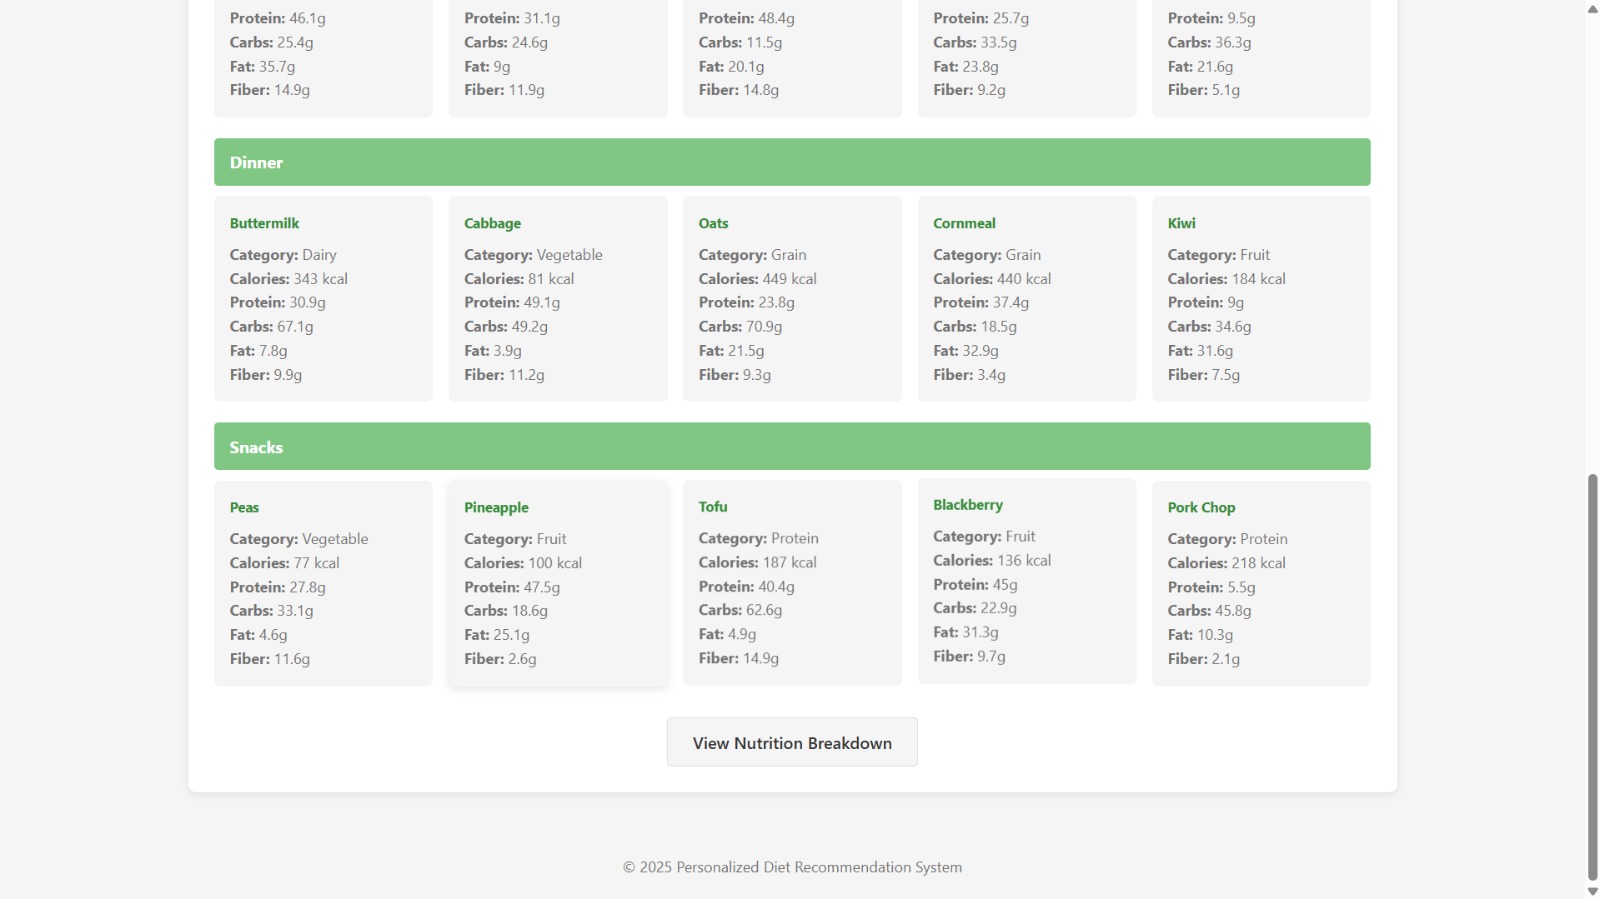 Protein: 46.1g
Carbs: 25.4g
Fat: 35.7g
Fiber: 14.9g
Protein: 31.1g
Carbs: 24.6g
Fat: 9g
Fiber: 11.9g
Protein: 48.4g
Carbs: 11.5g
Fat: 20.1g
Fiber: 14.8g
Protein: 25.7g
Carbs: 33.5g
Fat: 23.8g
Fiber: 9.2g
Protein: 9.5g
Carbs: 36.3g
Fat: 21.6g
Fiber: 5.1g
Dinner
Buttermilk
Category: Dairy
Calories: 343 kcal
Protein: 30.9g
Carbs: 67.1g
Fat: 7.8g
Fiber: 9.9g
Cabbage
Category: Vegetable
Calories: 81 kcal
Protein: 49.1g
Carbs: 49.2g
Fat: 3.9g
Fiber: 11.2g
Oats
Category: Grain
Calories: 449 kcal
Protein: 23.8g
Carbs: 70.9g
Fat: 21.5g
Fiber: 9.3g
Cornmeal
Category: Grain
Calories: 440 kcal
Protein: 37.4g
Carbs: 18.5g
Fat: 32.9g
Fiber: 3.4g
Kiwi
Category: Fruit
Calories: 184 kcal
Protein: 9g
Carbs: 34.6g
Fat: 31.6g
Fiber: 7.5g
Snacks
Peas
Category: Vegetable
Calories: 77 kcal
Protein: 27.8g
Carbs: 33.1g
Fat: 4.6g
Fiber: 11.6g
Pineapple
Category: Fruit
Calories: 100 kcal
Protein: 47.5g
Carbs: 18.6g
Fat: 25.1g
Fiber: 2.6g
Tofu
Category: Protein
Calories: 187 kcal
Protein: 40.4g
Carbs: 62.6g
Fat: 4.9g
Fiber: 14.9g
Blackberry
Category: Fruit
Calories: 136 kcal
Protein: 45g
Carbs: 22.9g
Fat: 31.3g
Fiber: 9.7g
Pork Chop
Category: Protein
Calories: 218 kcal
Protein: 5.5g
Carbs: 45.8g
Fat: 10.3g
Fiber: 2.1g
View Nutrition Breakdown
© 2025 Personalized Diet Recommendation System